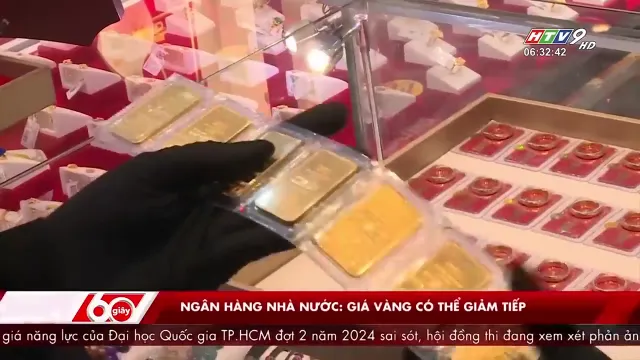 HTV9 HD
06:32:42
60 giây
NGÂN HÀNG NHÀ NƯỚC: GIÁ VÀNG CÓ THỂ GIẢM TIẾP
giá năng lực của Đại học Quốc gia TP.HCM đợt 2 năm 2024 sai sót, hội đồng thi đang xem xét phản ản